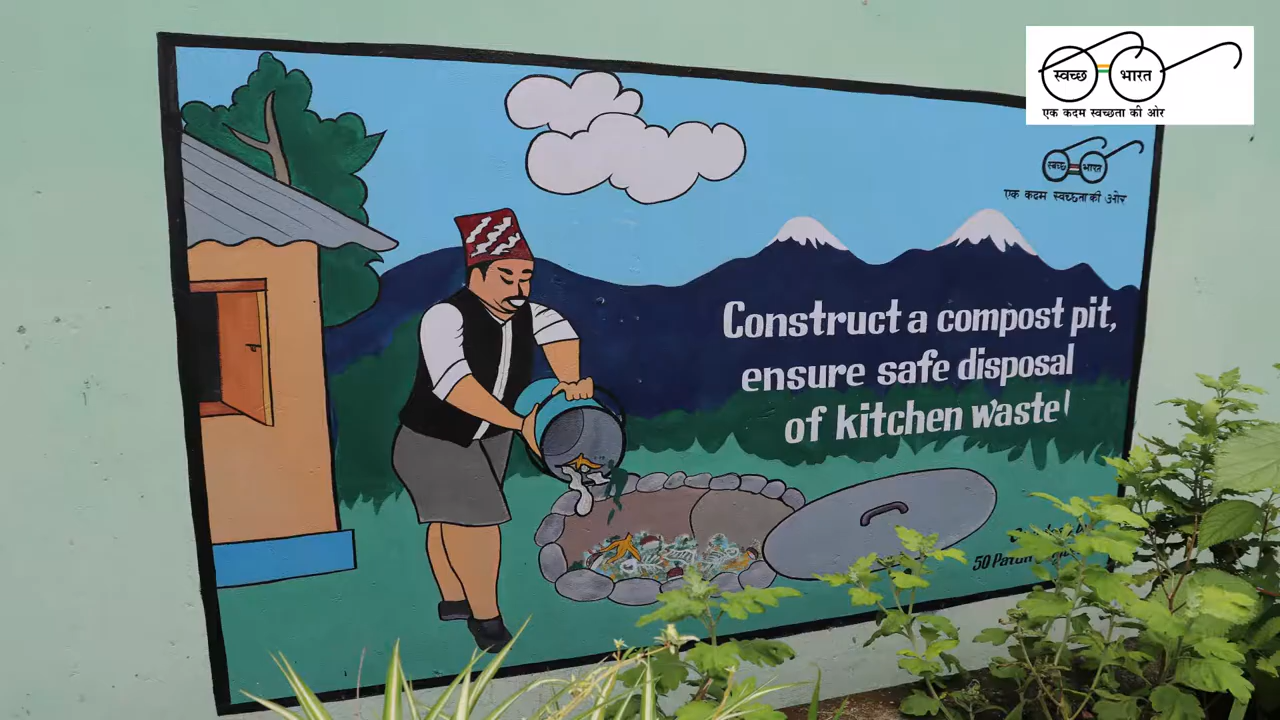 स्वच्छ भारत
एक कदम स्वच्छता की ओर
स्वच्छ भारत
एक कदम स्वच्छता की ओर
Construct a compost pit,
ensure safe disposal
of kitchen waste!
50